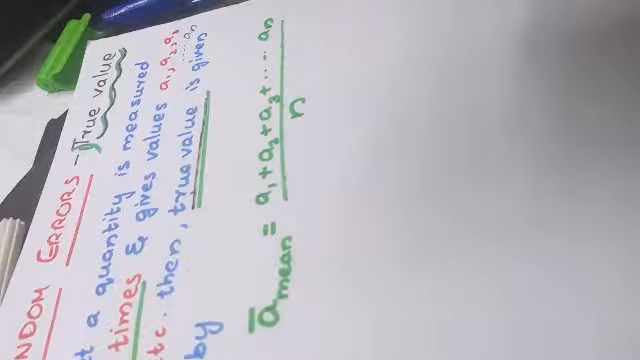 NDOM ERRORS - True value
t a quantity is measured
times & gives values a₁, a₂, a₃
.... aₙ
tc. then, true value is given
by
a̅mean = a₁ + a₂ + a₃ + .... aₙ
n